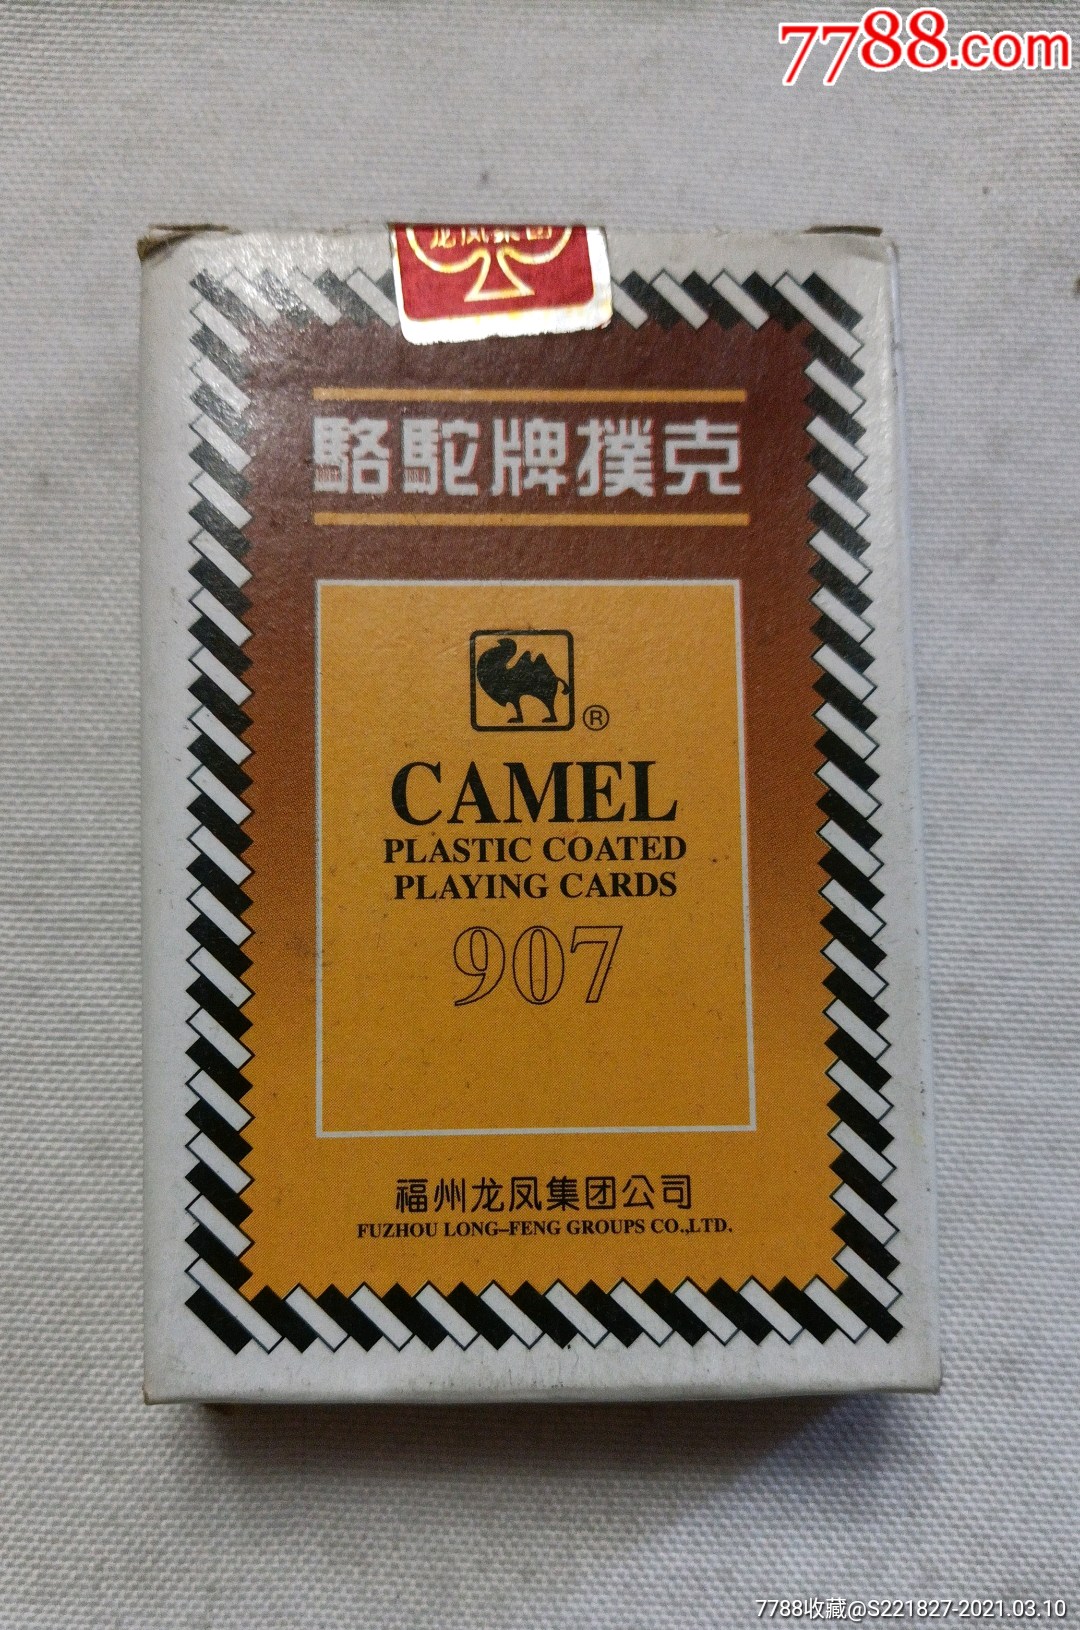 7788.com
龙凤集团
駱駝牌撲克
®
CAMEL
PLASTIC COATED
PLAYING CARDS
907
福州龙凤集团公司
FUZHOU LONG–FENG GROUPS CO.,LTD.
7788收藏@S221827-2021.03.10